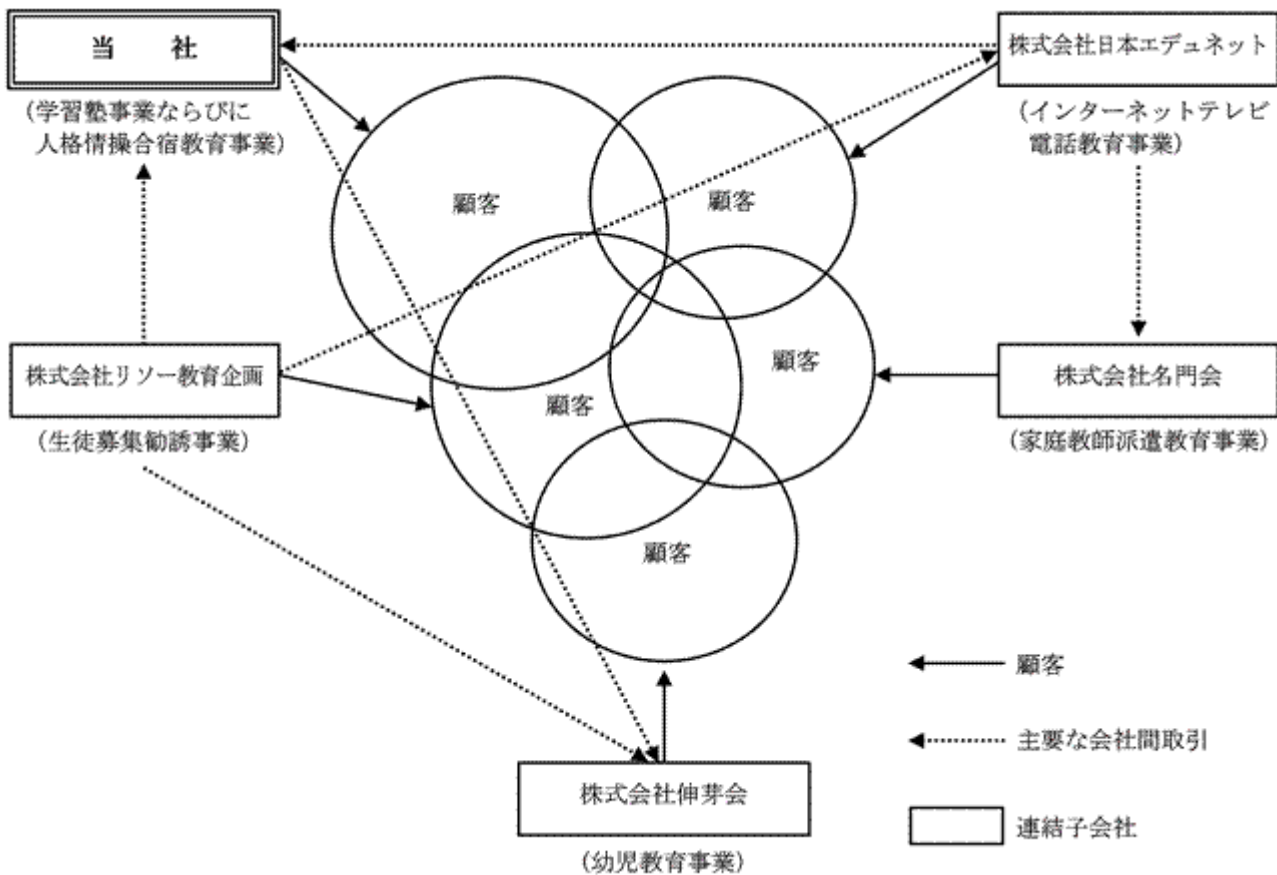 当　　社
(学習塾事業ならびに
人格情操合宿教育事業)
株式会社日本エデュネット
(インターネットテレビ
電話教育事業)
顧客
顧客
株式会社リソー教育企画
(生徒募集勧誘事業)
顧客
顧客
株式会社名門会
(家庭教師派遣教育事業)
顧客
株式会社伸芽会
(幼児教育事業)
顧客
主要な会社間取引
連結子会社